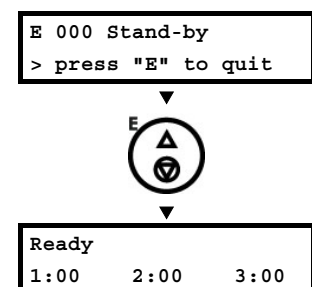 E 000 Stand-by
> press "E" to quit
E
Ready
1:00 2:00 3:00